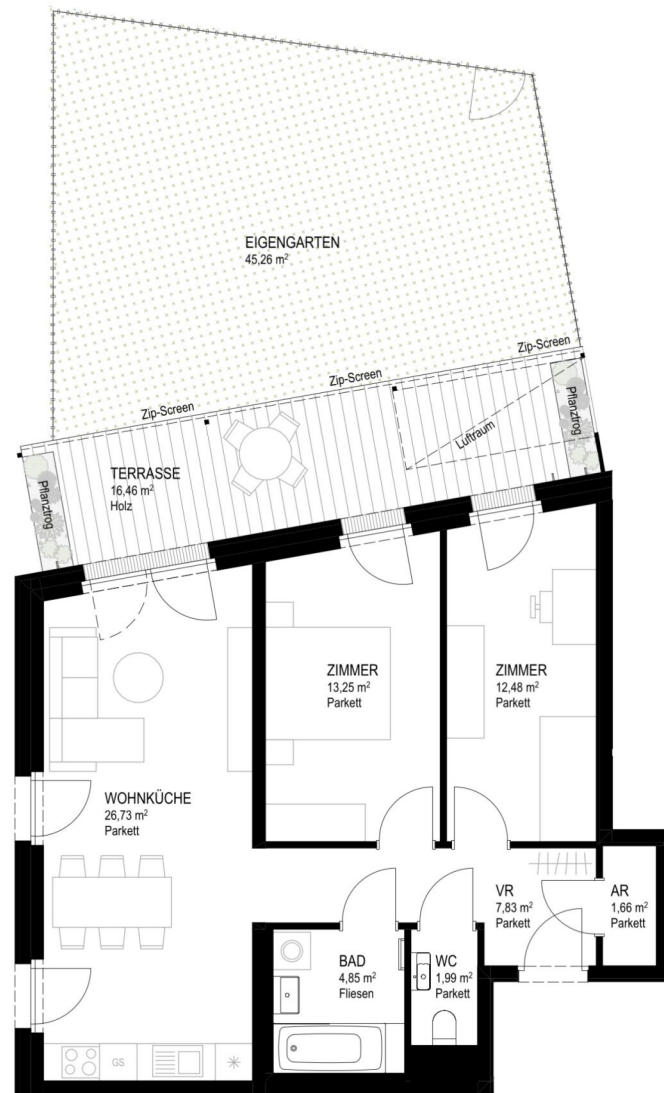 EIGENGARTEN
45,26 m²
Zip-Screen
Zip-Screen
Zip-Screen
Pflanztrog
Luftraum
TERRASSE
16,46 m²
Holz
Pflanztrog
ZIMMER
13,25 m²
Parkett
ZIMMER
12,48 m²
Parkett
WOHNKÜCHE
26,73 m²
Parkett
VR
7,83 m²
Parkett
AR
1,66 m²
Parkett
BAD
4,85 m²
Fliesen
WC
1,99 m²
Parkett
GS